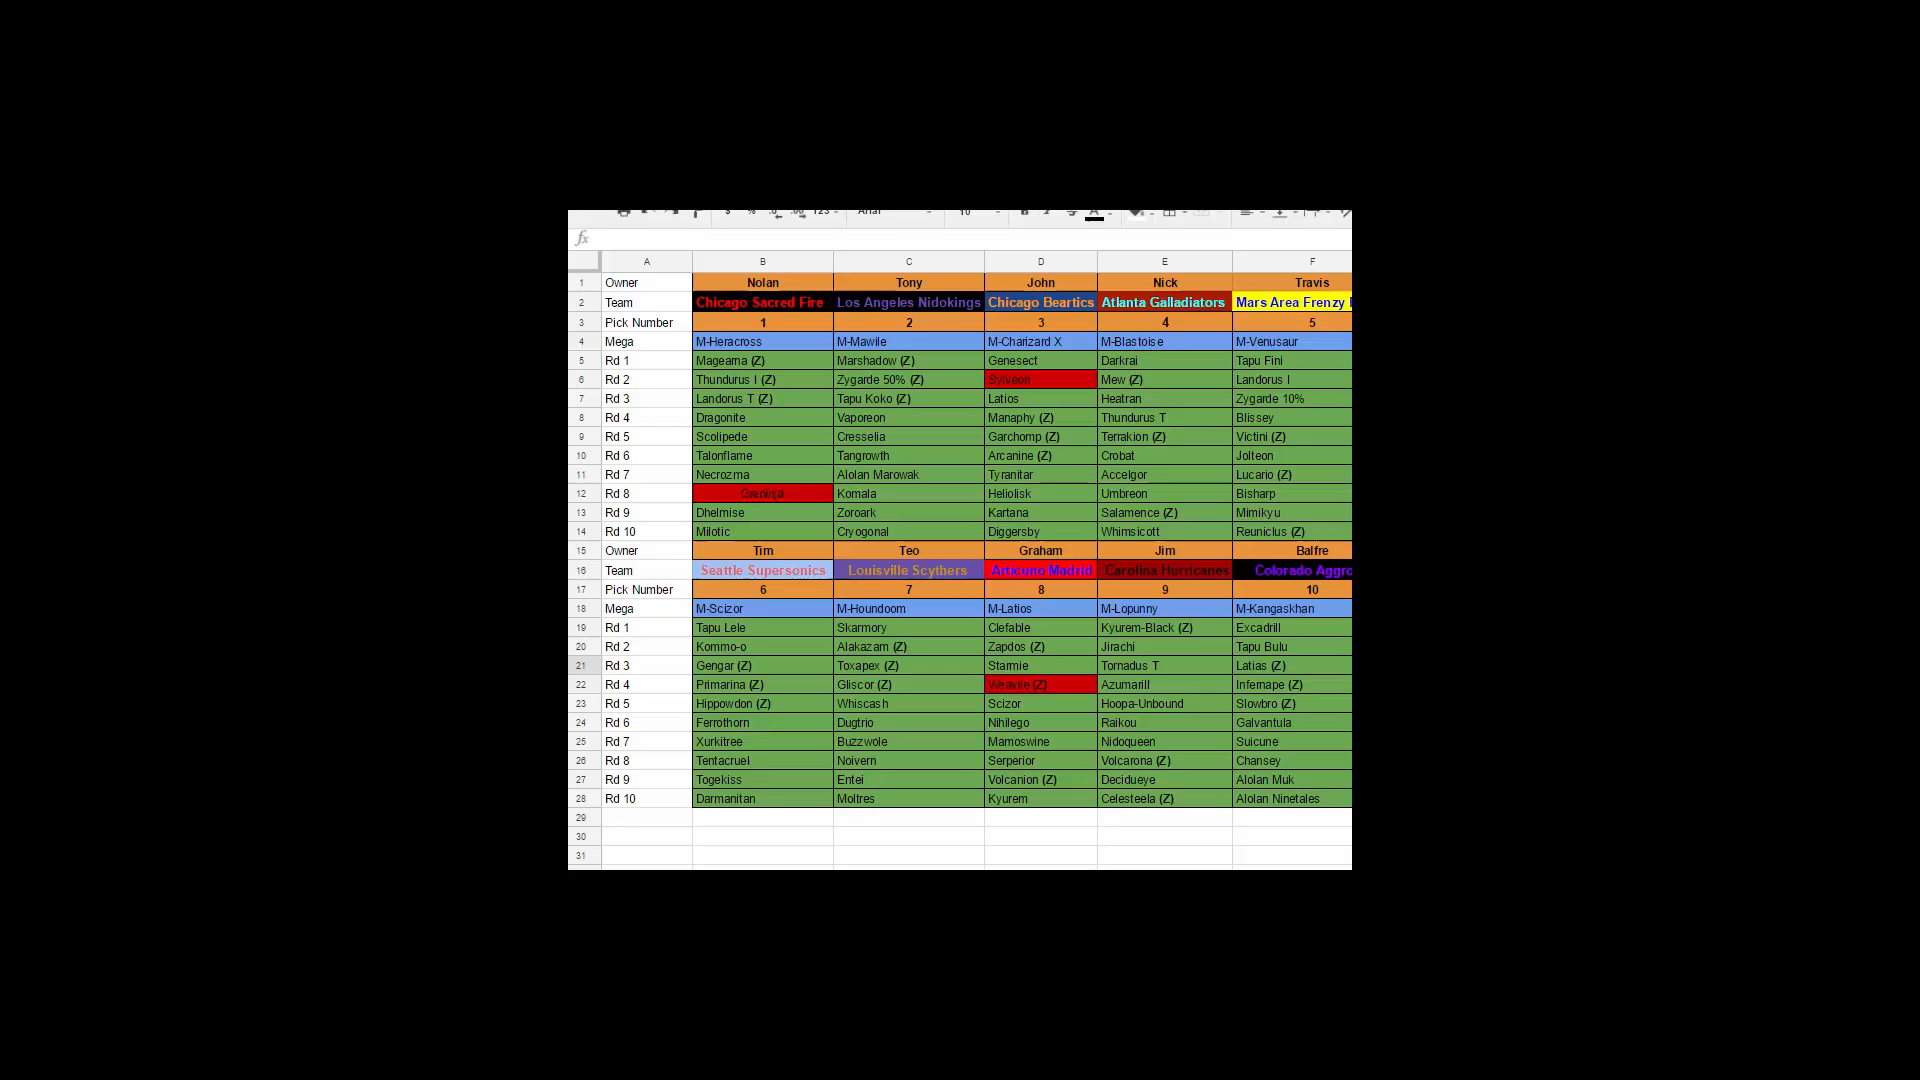 $ % .0 .00 123 Arial 10 B I S A
fx
A B C D E F
1 Owner Nolan Tony John Nick Travis
2 Team Chicago Sacred Fire Los Angeles Nidokings Chicago Beartics Atlanta Galladiators Mars Area Frenzy
3 Pick Number 1 2 3 4 5
4 Mega M-Heracross M-Mawile M-Charizard X M-Blastoise M-Venusaur
5 Rd 1 Magearna (Z) Marshadow (Z) Genesect Darkrai Tapu Fini
6 Rd 2 Thundurus I (Z) Zygarde 50% (Z) Sylveon Mew (Z) Landorus I
7 Rd 3 Landorus T (Z) Tapu Koko (Z) Latios Heatran Zygarde 10%
8 Rd 4 Dragonite Vaporeon Manaphy (Z) Thundurus T Blissey
9 Rd 5 Scolipede Cresselia Garchomp (Z) Terrakion (Z) Victini (Z)
10 Rd 6 Talonflame Tangrowth Arcanine (Z) Crobat Jolteon
11 Rd 7 Necrozma Alolan Marowak Tyranitar Accelgor Lucario (Z)
12 Rd 8 Greninja Komala Heliolisk Umbreon Bisharp
13 Rd 9 Dhelmise Zoroark Kartana Salamence (Z) Mimikyu
14 Rd 10 Milotic Cryogonal Diggersby Whimsicott Reuniclus (Z)
15 Owner Tim Teo Graham Jim Balfre
16 Team Seattle Supersonics Louisville Scythers Articuno Madrid Carolina Hurricanes Colorado Aggro
17 Pick Number 6 7 8 9 10
18 Mega M-Scizor M-Houndoom M-Latios M-Lopunny M-Kangaskhan
19 Rd 1 Tapu Lele Skarmory Clefable Kyurem-Black (Z) Excadrill
20 Rd 2 Kommo-o Alakazam (Z) Zapdos (Z) Jirachi Tapu Bulu
21 Rd 3 Gengar (Z) Toxapex (Z) Starmie Tornadus T Latias (Z)
22 Rd 4 Primarina (Z) Gliscor (Z) Weavile (Z) Azumarill Infernape (Z)
23 Rd 5 Hippowdon (Z) Whiscash Scizor Hoopa-Unbound Slowbro (Z)
24 Rd 6 Ferrothorn Dugtrio Nihilego Raikou Galvantula
25 Rd 7 Xurkitree Buzzwole Mamoswine Nidoqueen Suicune
26 Rd 8 Tentacruel Noivern Serperior Volcarona (Z) Chansey
27 Rd 9 Togekiss Entei Volcanion (Z) Decidueye Alolan Muk
28 Rd 10 Darmanitan Moltres Kyurem Celesteela (Z) Alolan Ninetales
29
30
31